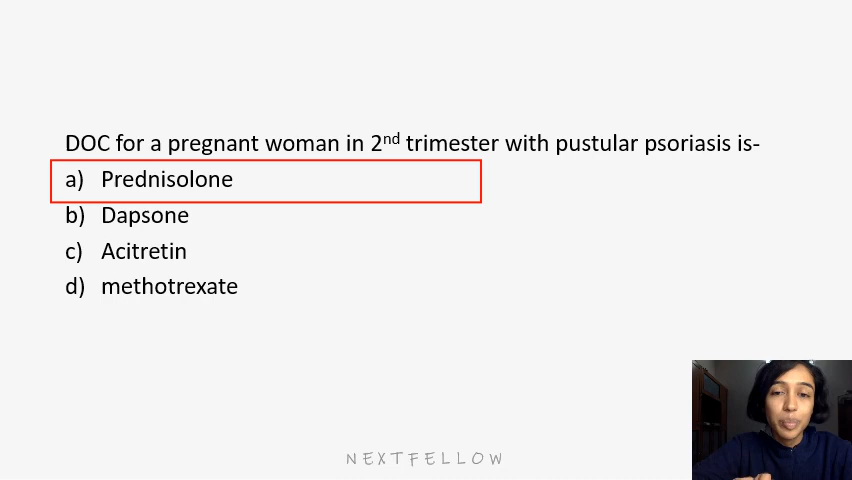 DOC for a pregnant woman in 2nd trimester with pustular psoriasis is-
a) Prednisolone
b) Dapsone
c) Acitretin
d) methotrexate
NEXTFELLOW